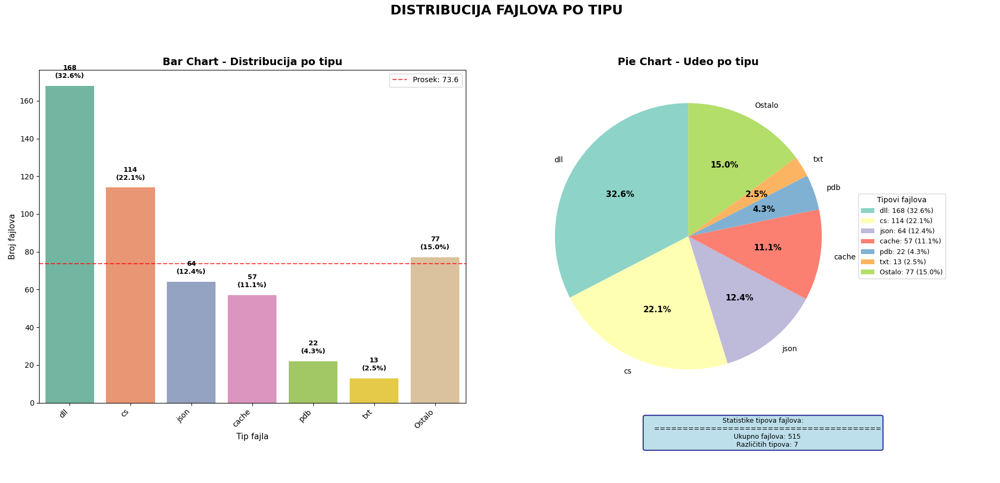 DISTRIBUCIJA FAJLOVA PO TIPU
Bar Chart - Distribucija po tipu
168
(32.6%)
114
(22.1%)
64
(12.4%)
57
(11.1%)
22
(4.3%)
13
(2.5%)
77
(15.0%)
Prosek: 73.6
Broj fajlova
160
140
120
100
80
60
40
20
0
dll
cs
json
cache
pdb
txt
Ostalo
Tip fajla
Pie Chart - Udeo po tipu
Ostalo
txt
pdb
cache
json
cs
dll
15.0%
2.5%
4.3%
11.1%
12.4%
22.1%
32.6%
Tipovi fajlova
dll: 168 (32.6%)
cs: 114 (22.1%)
json: 64 (12.4%)
cache: 57 (11.1%)
pdb: 22 (4.3%)
txt: 13 (2.5%)
Ostalo: 77 (15.0%)
Statistike tipova fajlova:
========================================
Ukupno fajlova: 515
Različitih tipova: 7